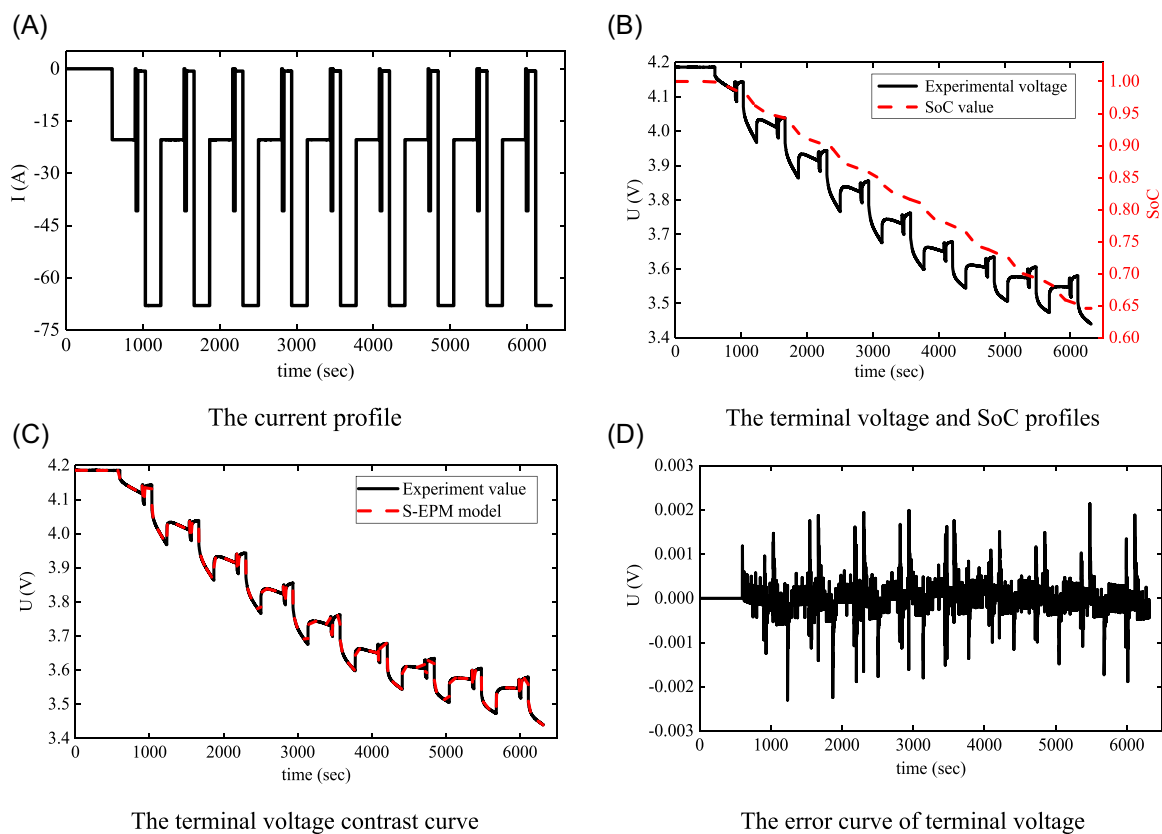 (A)
0
-15
-30
-45
-60
-75
I (A)
0 1000 2000 3000 4000 5000 6000
time (sec)
The current profile
(B)
4.2
4.1
4.0
3.9
3.8
3.7
3.6
3.5
3.4
U (V)
Experimental voltage
SoC value
1.00
0.95
0.90
0.85
0.80
0.75
0.70
0.65
0.60
SoC
0 1000 2000 3000 4000 5000 6000
time (sec)
The terminal voltage and SoC profiles
(C)
4.2
4.1
4.0
3.9
3.8
3.7
3.6
3.5
3.4
U (V)
Experiment value
S-EPM model
0 1000 2000 3000 4000 5000 6000
time (sec)
The terminal voltage contrast curve
(D)
0.003
0.002
0.001
0.000
-0.001
-0.002
-0.003
U (V)
0 1000 2000 3000 4000 5000 6000
time (sec)
The error curve of terminal voltage